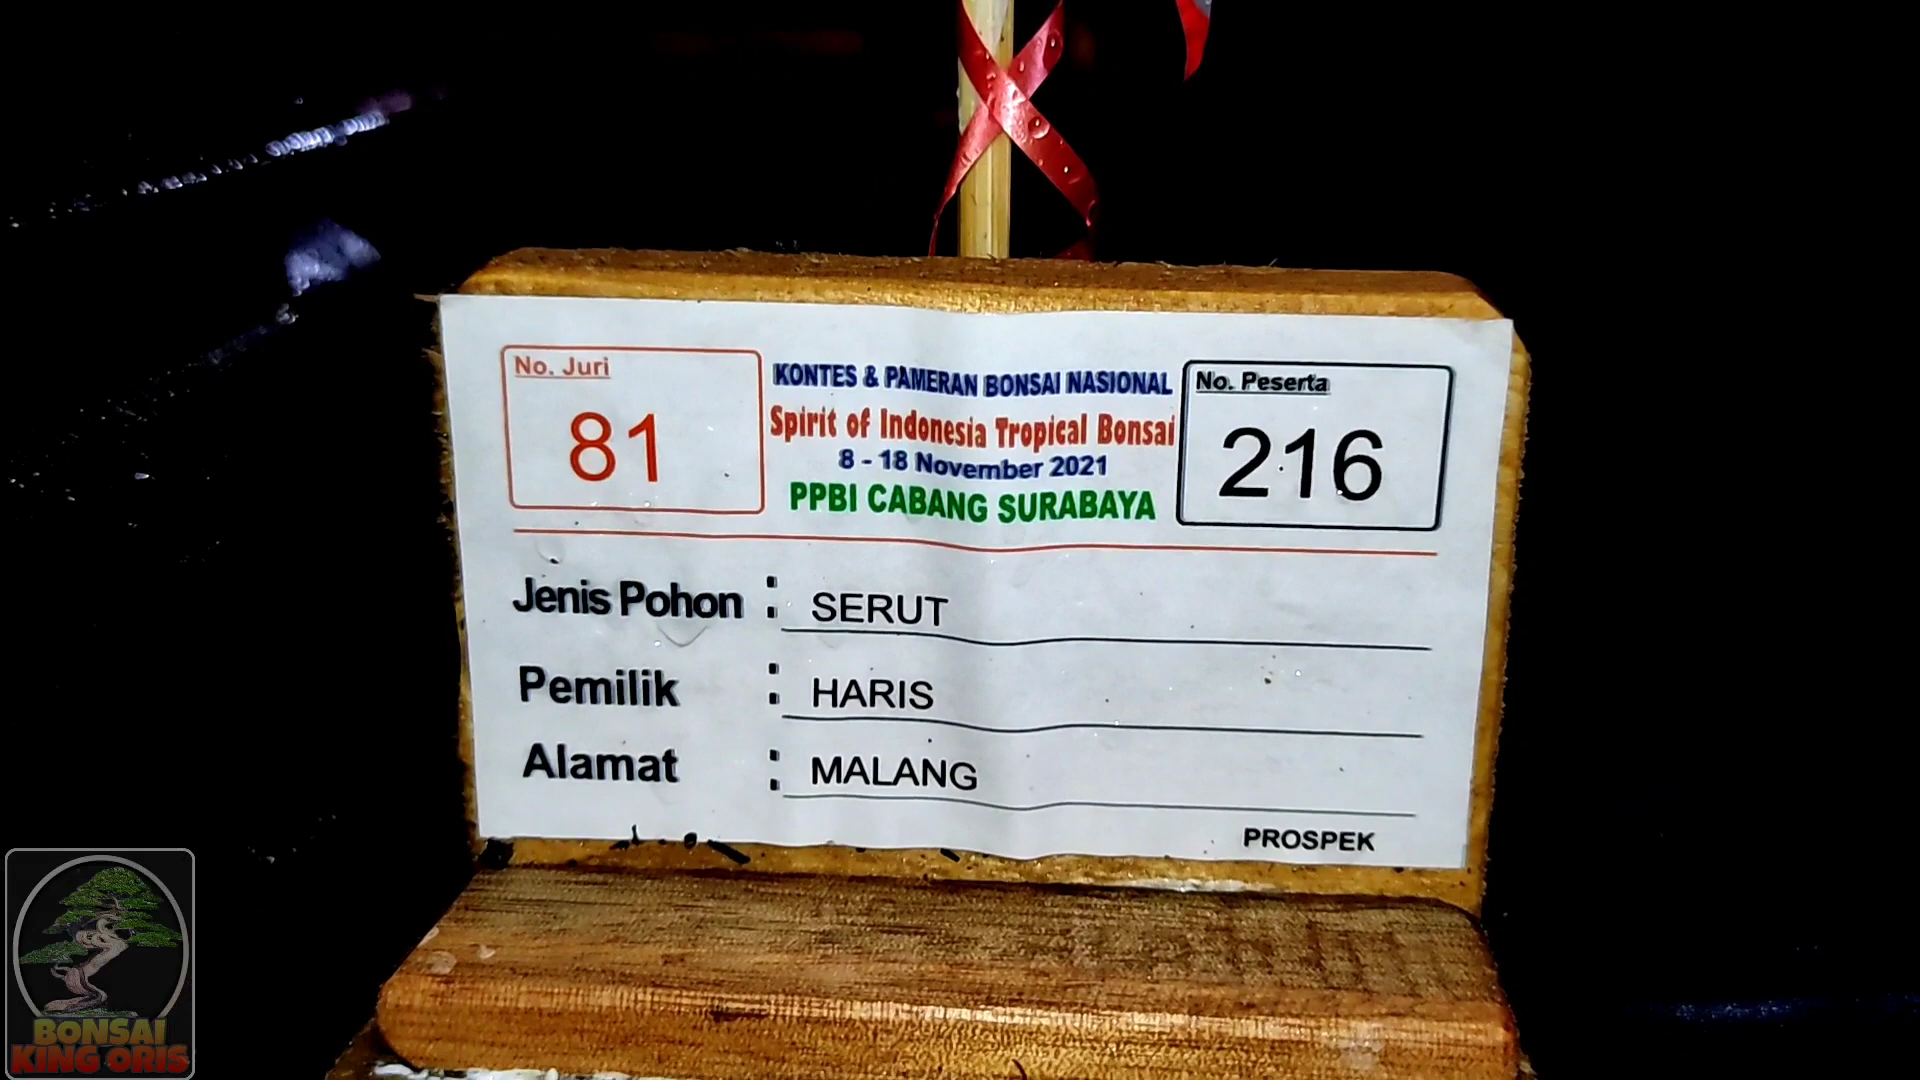 No. Juri
81
KONTES & PAMERAN BONSAI NASIONAL
Spirit of Indonesia Tropical Bonsai
8 - 18 November 2021
PPBI CABANG SURABAYA
No. Peserta
216
Jenis Pohon : SERUT
Pemilik : HARIS
Alamat : MALANG
PROSPEK
BONSAI
KING ORIS